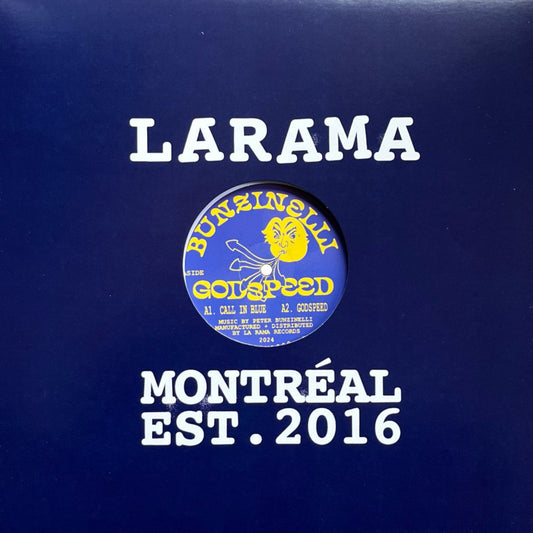 LARAMA
BUNZINELLI
SIDE
GODSPEED
A1. CALL IN BLUE A2. GODSPEED
MUSIC BY PETER BUNZINELLI
MANUFACTURED + DISTRIBUTED
BY LA RAMA RECORDS
2024
MONTRÉAL
EST.2016